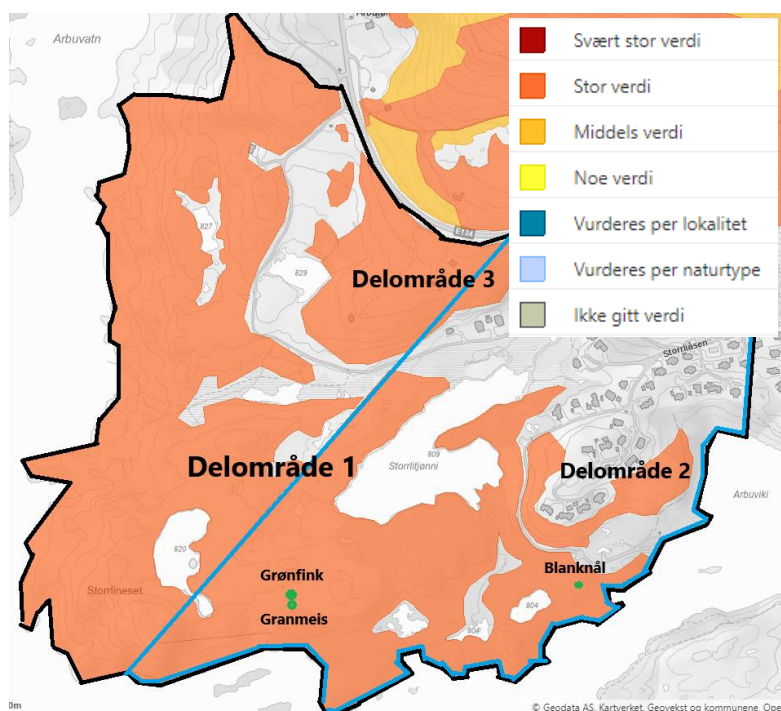 Arbuvatn
Svært stor verdi
Stor verdi
Middels verdi
Noe verdi
Vurderes per lokalitet
Vurderes per naturtype
Ikke gitt verdi
827
E134
829
Delområde 3
Storrliåsen
809
Storrlitjønni
Delområde 1
Delområde 2
Arbuviki
820
Storrlineset
Grønfink
Granmeis
Blanknål
804
804
0m
© Geodata AS, Kartverket, Geovekst og kommunene, Ope